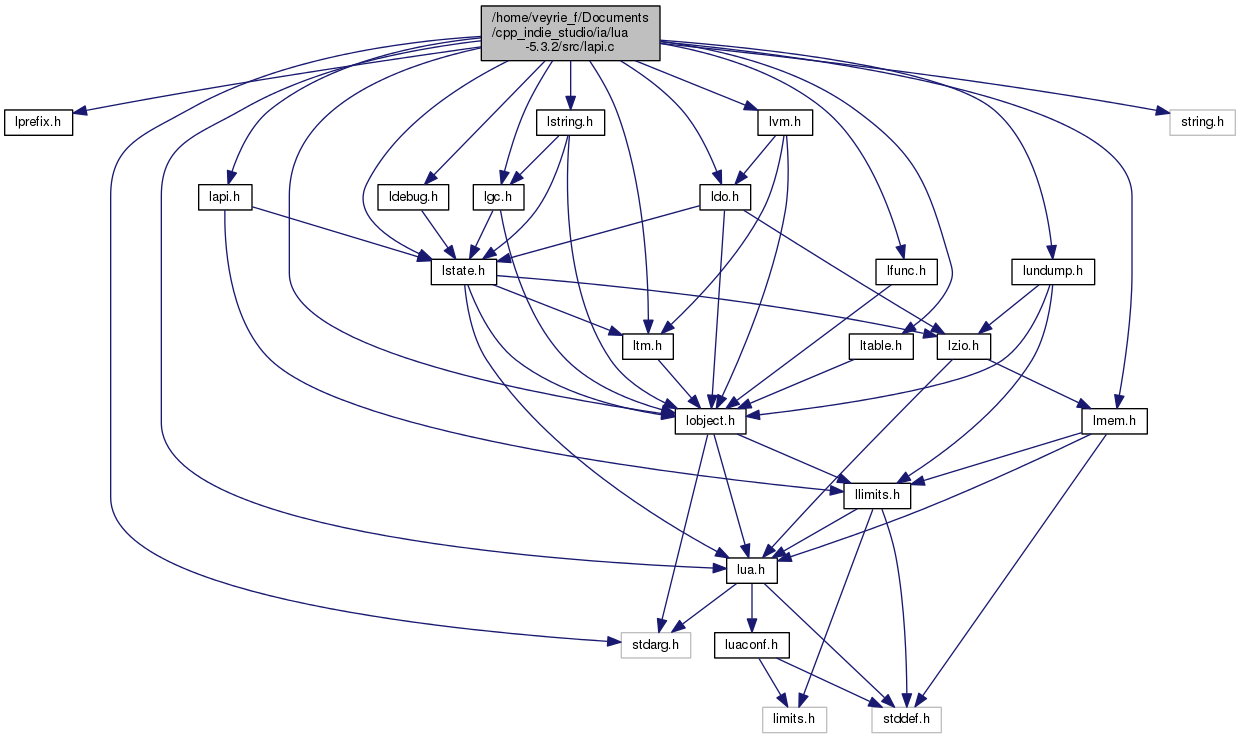 /home/veyrie_f/Documents
/cpp_indie_studio/ia/lua
-5.3.2/src/lapi.c
lprefix.h
lstring.h
lvm.h
string.h
lapi.h
ldebug.h
lgc.h
ldo.h
lstate.h
lfunc.h
lundump.h
ltm.h
ltable.h
lzio.h
lobject.h
lmem.h
llimits.h
lua.h
stdarg.h
luaconf.h
limits.h
stddef.h